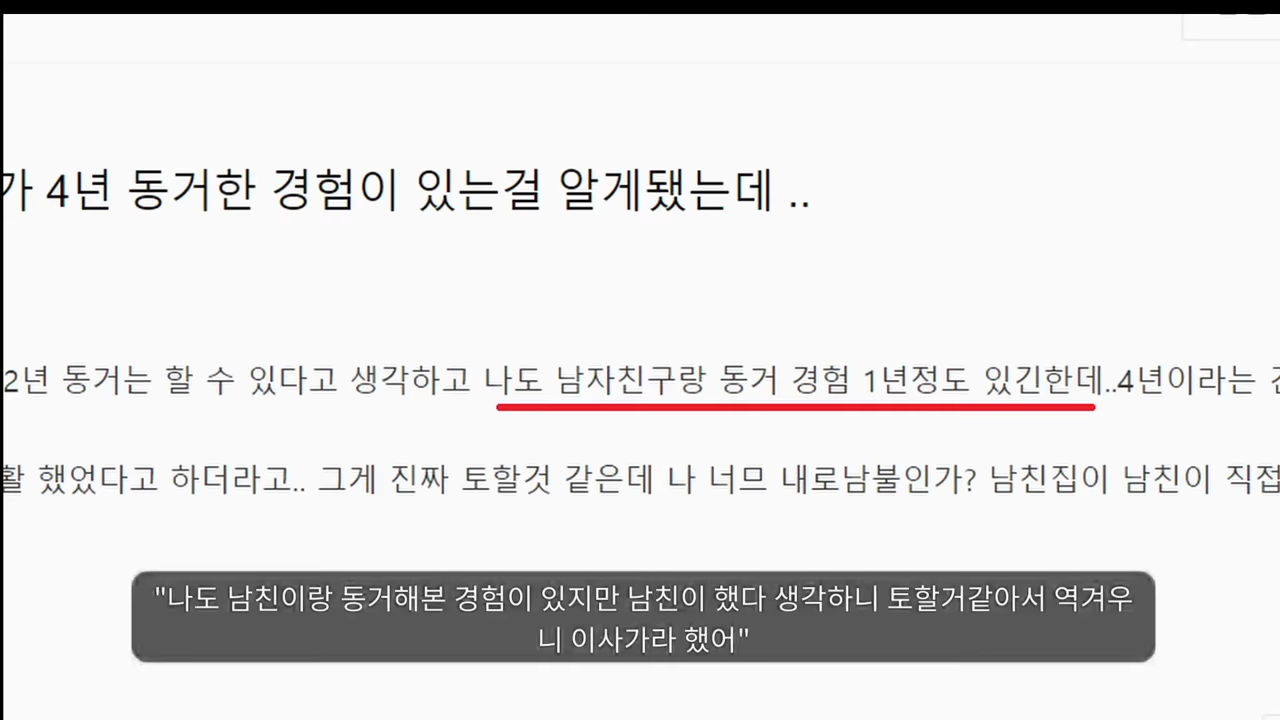 가 4년 동거한 경험이 있는걸 알게됐는데 ..
2년 동거는 할 수 있다고 생각하고 나도 남자친구랑 동거 경험 1년정도 있긴한데..4년이라는
했었다고 하더라고.. 그게 진짜 토할것 같은데 나 너므 내로남불인가? 남친집이 남친이 직접
"나도 남친이랑 동거해본 경험이 있지만 남친이 했다 생각하니 토할거같아서 역겨우
니 이사가라 했어"